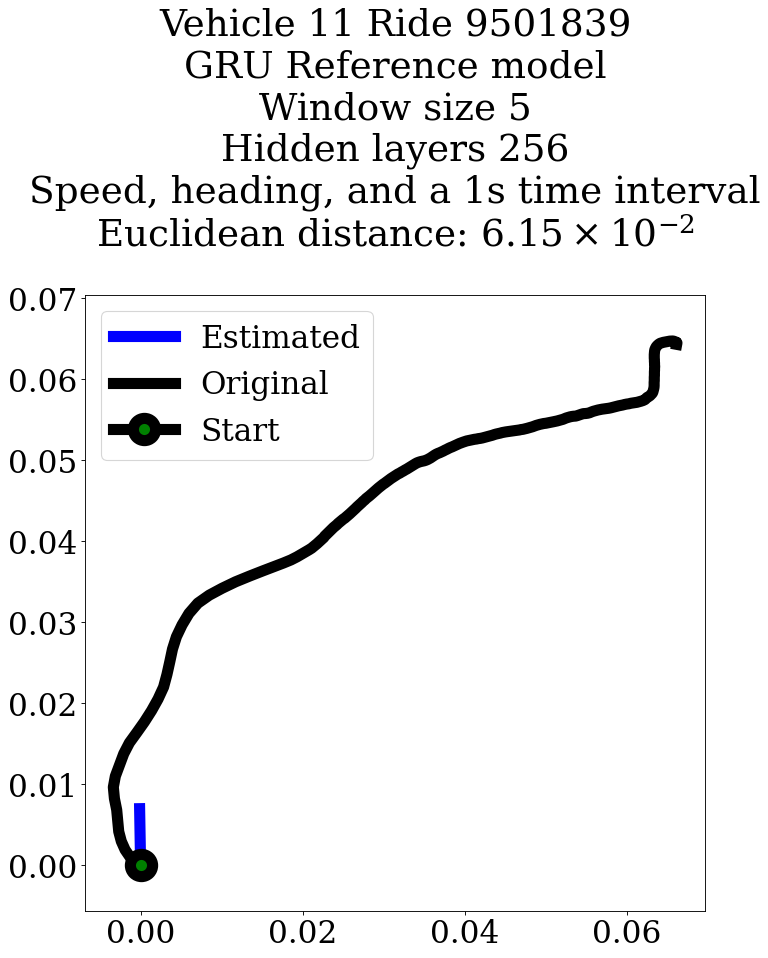 Vehicle 11 Ride 9501839
GRU Reference model
Window size 5
Hidden layers 256
Speed, heading, and a 1s time interval
Euclidean distance: 6.15 × 10⁻²
0.07
0.06
0.05
0.04
0.03
0.02
0.01
0.00
Estimated
Original
Start
0.00 0.02 0.04 0.06